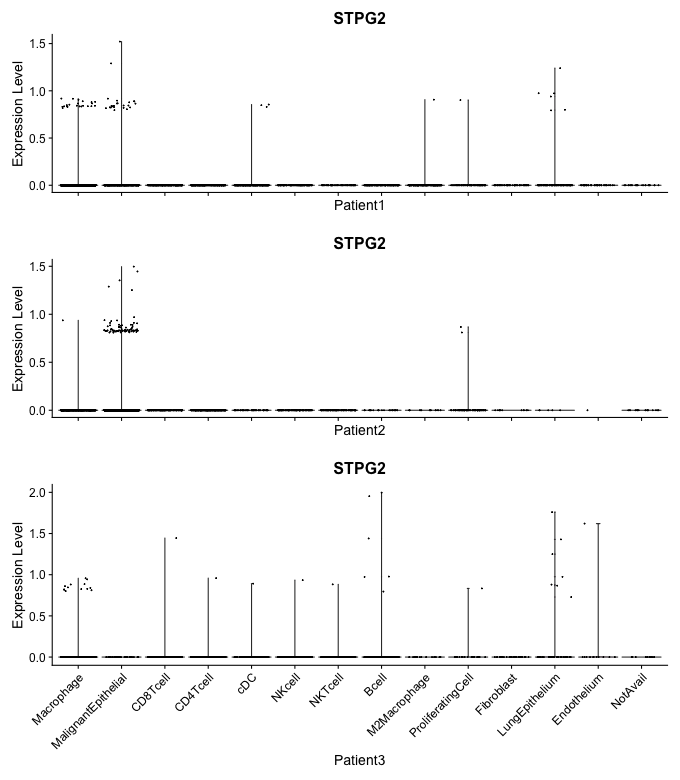 STPG2
Expression Level
1.5
1.0
0.5
0.0
Patient1
STPG2
Expression Level
1.5
1.0
0.5
0.0
Patient2
STPG2
Expression Level
2.0
1.5
1.0
0.5
0.0
Macrophage
MalignantEpithelial
CD8Tcell
CD4Tcell
cDC
NKcell
NKTcell
Bcell
M2Macrophage
ProliferatingCell
Fibroblast
LungEpithelium
Endothelium
NotAvail
Patient3